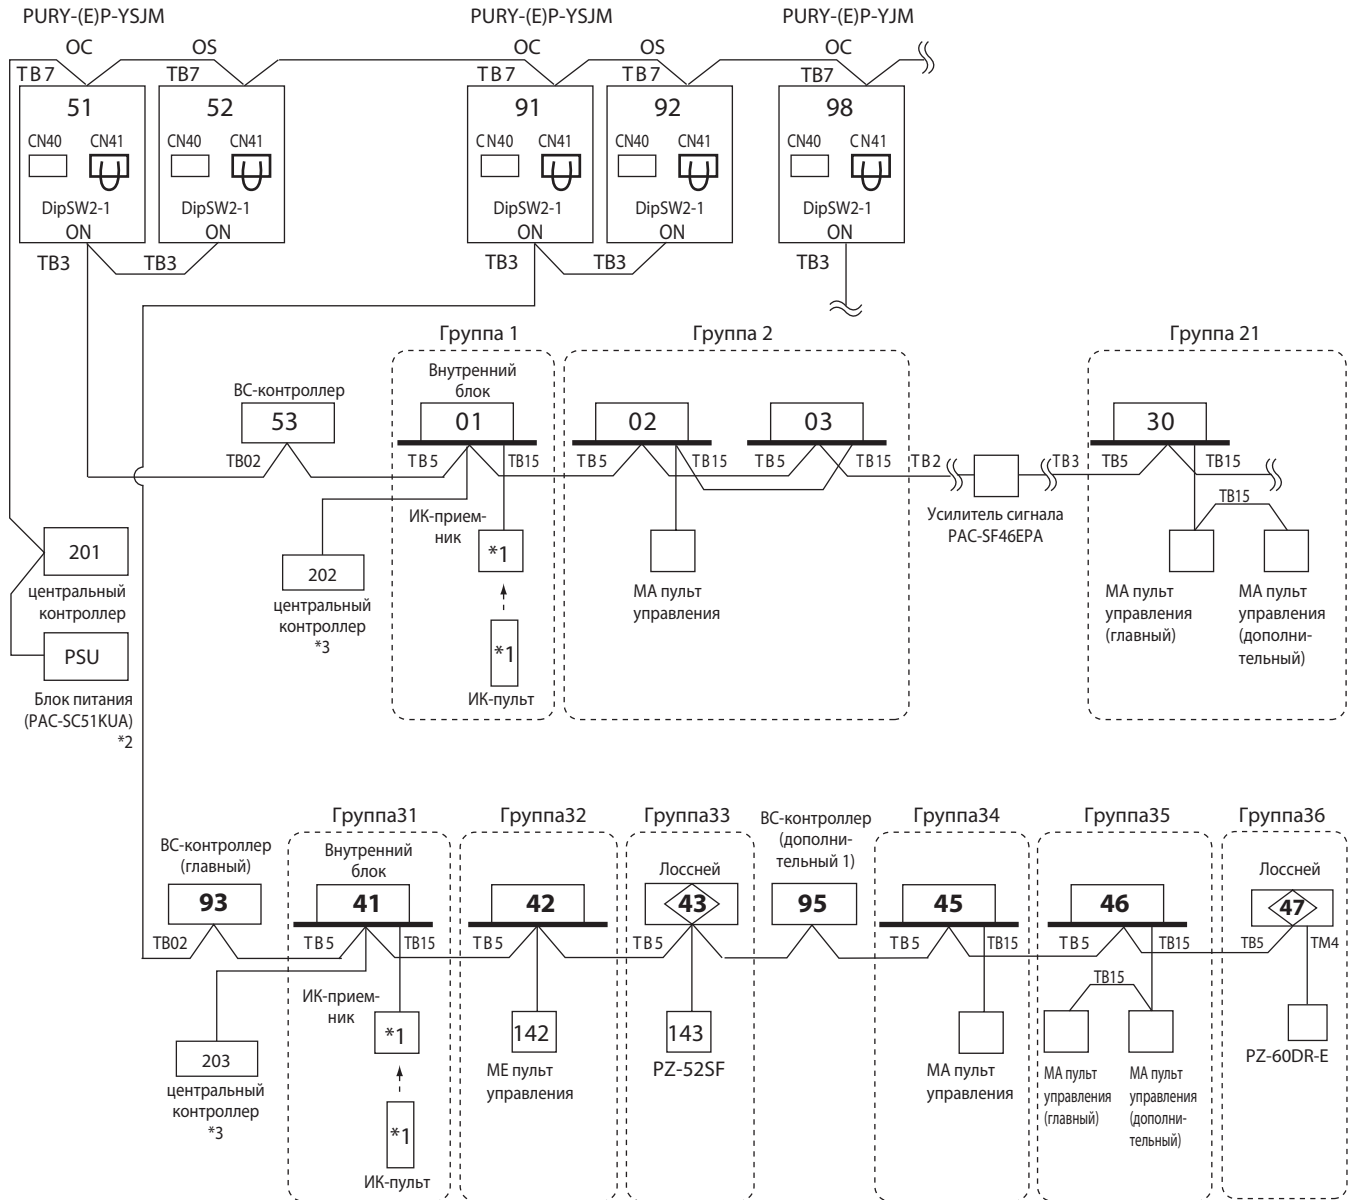 PURY-(E)P-YSJM PURY-(E)P-YSJM PURY-(E)P-YJM
OC OS OC OS OC
TB7 TB7 TB7 TB7 TB7
51 52 91 92 98
CN40 CN41 CN40 CN41 CN40 CN41 CN40 CN41 CN40 CN41
DipSW2-1 DipSW2-1 DipSW2-1 DipSW2-1 DipSW2-1
ON ON ON ON ON
TB3 TB3 TB3 TB3 TB3
Группа 1 Группа 2 Группа 21
Внутренний
блок
ВС-контроллер
53 01 02 03 30
TB02 TB5 TB15 TB5 TB15 TB5 TB15 TB2 TB3 TB5 TB15
TB15
ИК-прием-
ник
*1
Усилитель сигнала
PAC-SF46EPA
201
центральный
контроллер
202
центральный
контроллер
*3
*1
ИК-пульт
МА пульт
управления
МА пульт
управления
(главный)
МА пульт
управления
(дополни-
тельный)
PSU
Блок питания
(PAC-SC51KUA)
*2
Группа31 Группа32 Группа33 Группа34 Группа35 Группа36
ВС-контроллер
(главный)
Внутренний
блок
Лоссней
ВС-контроллер
(дополни-
тельный 1)
Лоссней
93 41 42 43 95 45 46 47
TB02 TB5 TB15 TB5 TB5 TB5 TB15 TB5 TB15 TB5 TM4
TB15
ИК-прием-
ник
*1
142
МЕ пульт
управления
143
PZ-52SF
203
центральный
контроллер
*3
*1
ИК-пульт
МА пульт
управления
МА пульт
управления
(главный)
МА пульт
управления
(дополни-
тельный)
PZ-60DR-E